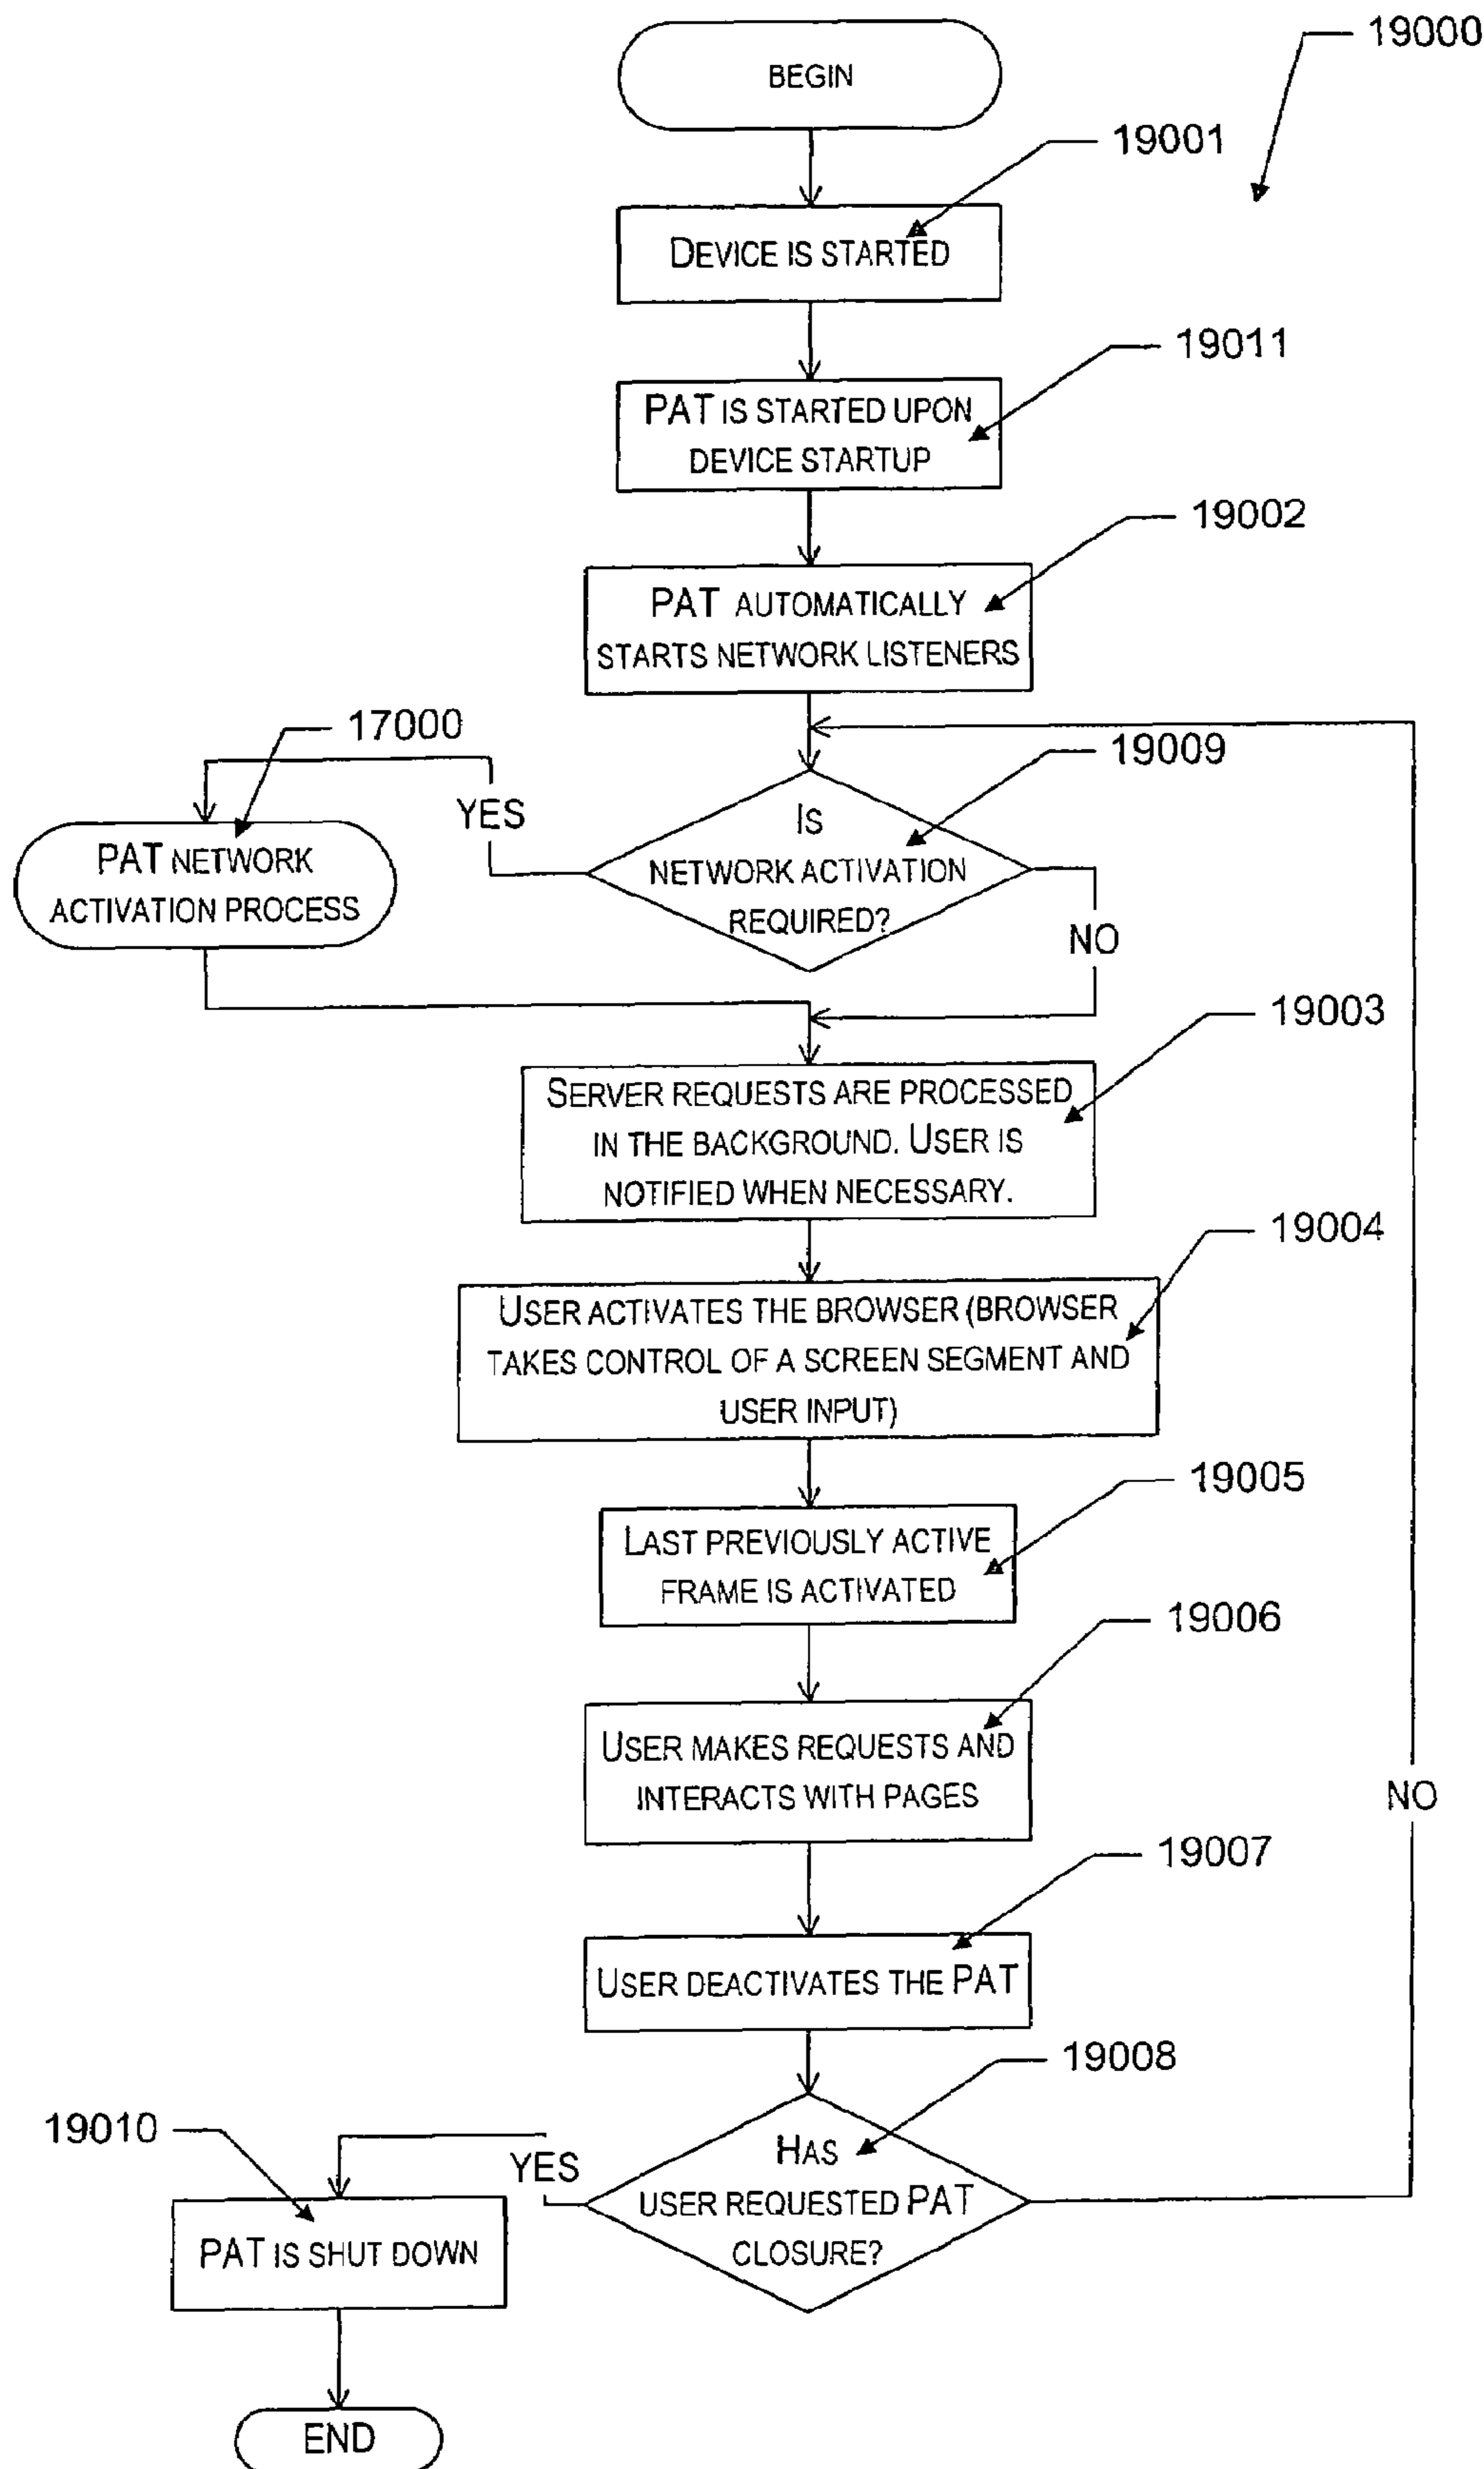 19000
BEGIN
19001
DEVICE IS STARTED
19011
PAT IS STARTED UPON
DEVICE STARTUP
19002
PAT AUTOMATICALLY
STARTS NETWORK LISTENERS
17000
19009
YES
IS
NETWORK ACTIVATION
REQUIRED?
PAT NETWORK
ACTIVATION PROCESS
NO
19003
SERVER REQUESTS ARE PROCESSED
IN THE BACKGROUND. USER IS
NOTIFIED WHEN NECESSARY.
19004
USER ACTIVATES THE BROWSER (BROWSER
TAKES CONTROL OF A SCREEN SEGMENT AND
USER INPUT)
19005
LAST PREVIOUSLY ACTIVE
FRAME IS ACTIVATED
19006
USER MAKES REQUESTS AND
INTERACTS WITH PAGES
NO
19007
USER DEACTIVATES THE PAT
19008
19010
YES
HAS
USER REQUESTED PAT
CLOSURE?
PAT IS SHUT DOWN
END